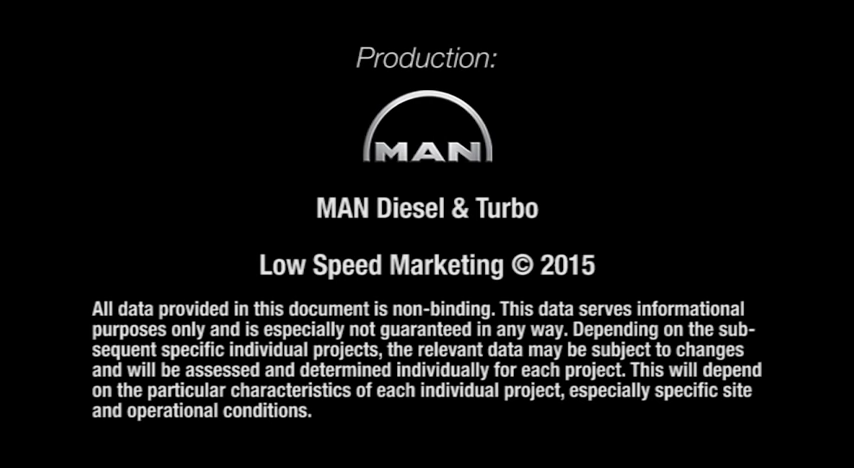 Production:
MAN
MAN Diesel & Turbo
Low Speed Marketing © 2015
All data provided in this document is non-binding. This data serves informational
purposes only and is especially not guaranteed in any way. Depending on the sub-
sequent specific individual projects, the relevant data may be subject to changes
and will be assessed and determined individually for each project. This will depend
on the particular characteristics of each individual project, especially specific site
and operational conditions.